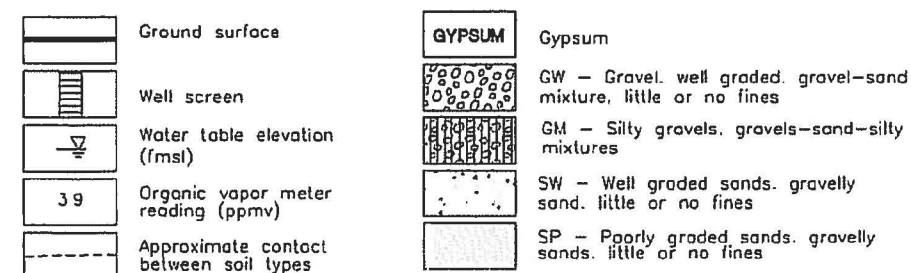 Ground surface
Well screen
Water table elevation
(fmsl)
39
Organic vapor meter
reading (ppmv)
Approximate contact
between soil types
GYPSUM
Gypsum
GW – Gravel. well graded. gravel-sand
mixture, little or no fines
GM – Silty gravels. gravels-sand-silty
mixtures
SW – Well graded sands. gravelly
sand. little or no fines
SP – Poorly graded sands. gravelly
sands. little or no fines